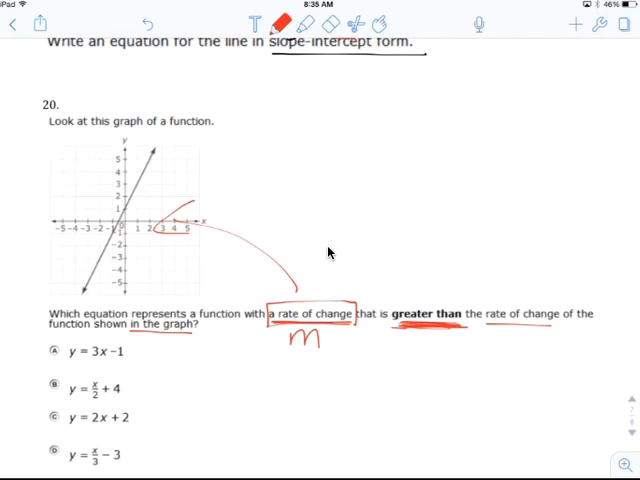 iPad
8:35 AM
46%
T
Write an equation for the line in slope-intercept form.
20.
Look at this graph of a function.
y
5
4
3
2
1
-5 -4 -3 -2 -1 0 1 2 3 4 5 x
-1
-2
-3
-4
-5
Which equation represents a function with a rate of change that is greater than the rate of change of the
function shown in the graph?
m
A y = 3x - 1
B y = x/2 + 4
C y = 2x + 2
D y = x/3 - 3
7
8